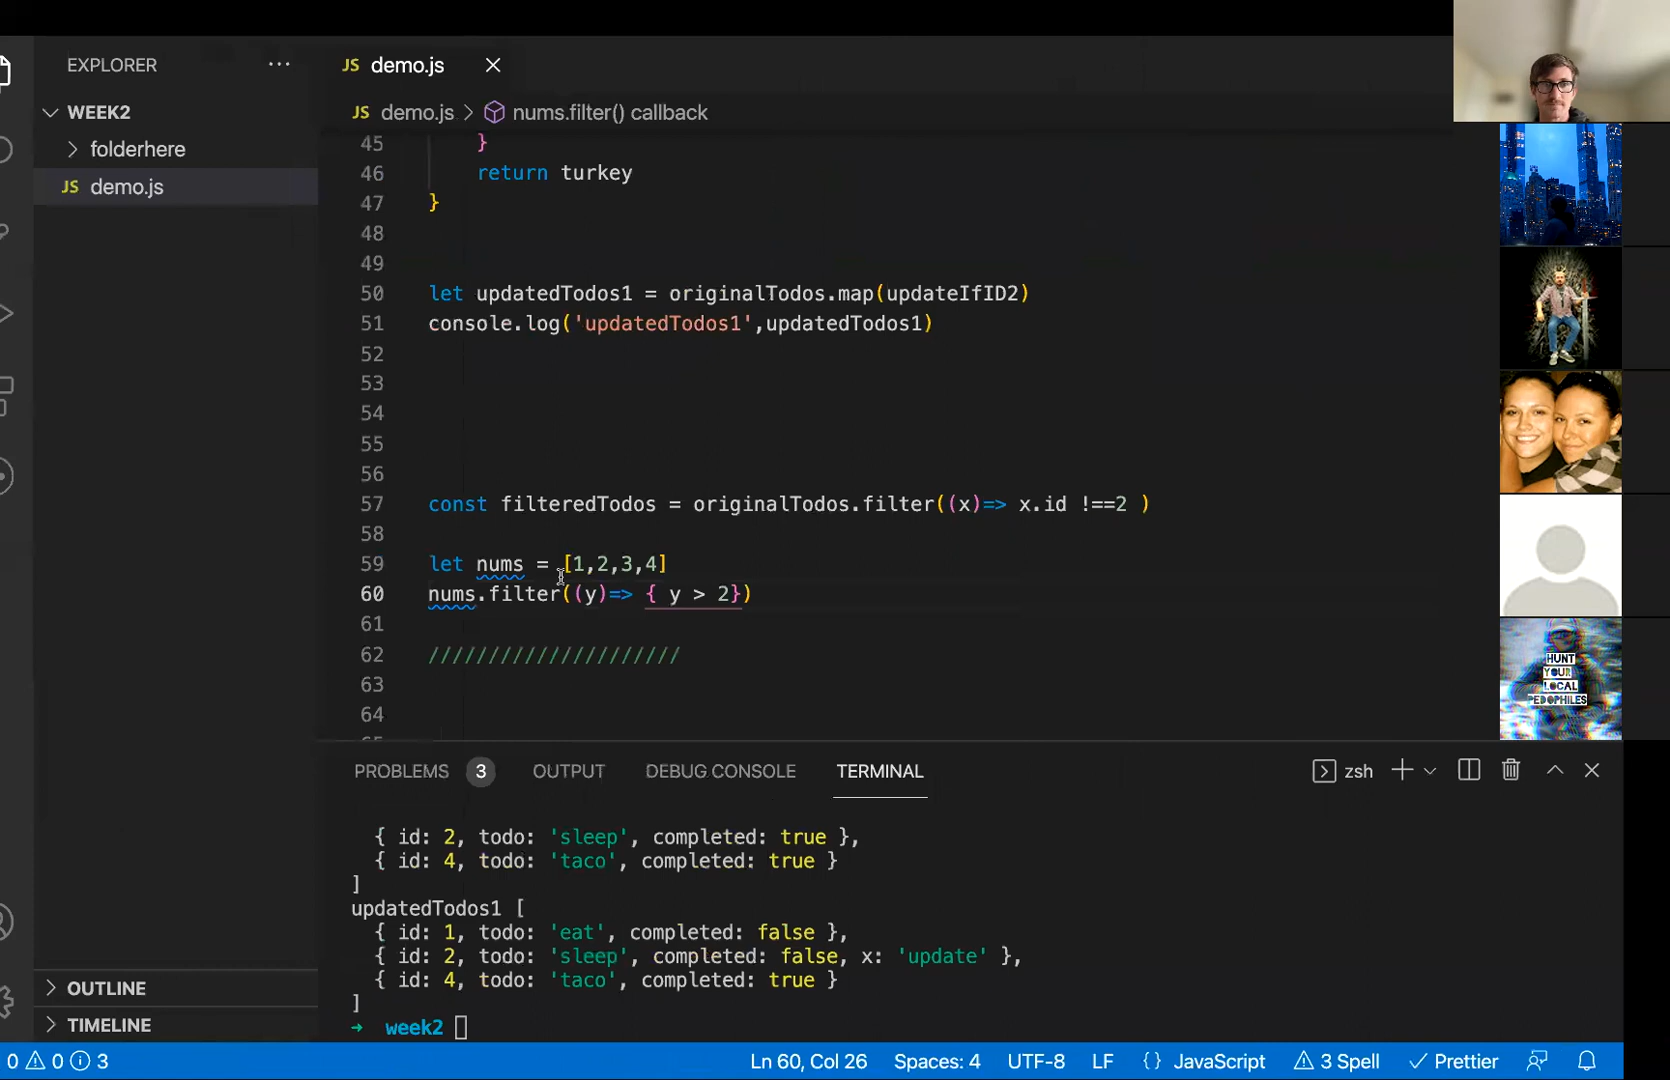 EXPLORER ···
JS demo.js ×
WEEK2
folderhere
JS demo.js
JS demo.js > nums.filter() callback
45 }
46 return turkey
47 }
48
49
50 let updatedTodos1 = originalTodos.map(updateIfID2)
51 console.log('updatedTodos1',updatedTodos1)
52
53
54
55
56
57 const filteredTodos = originalTodos.filter((x)=> x.id !==2 )
58
59 let nums = [1,2,3,4]
60 nums.filter((y)=> { y > 2})
61
62 /////////////////////
63
64
HUNT
YOUR
LOCAL
PEDOPHILES
PROBLEMS 3 OUTPUT DEBUG CONSOLE TERMINAL zsh
{ id: 2, todo: 'sleep', completed: true },
{ id: 4, todo: 'taco', completed: true }
]
updatedTodos1 [
{ id: 1, todo: 'eat', completed: false },
{ id: 2, todo: 'sleep', completed: false, x: 'update' },
{ id: 4, todo: 'taco', completed: true }
]
➜ week2
OUTLINE
TIMELINE
0 0 3 Ln 60, Col 26 Spaces: 4 UTF-8 LF {} JavaScript 3 Spell Prettier